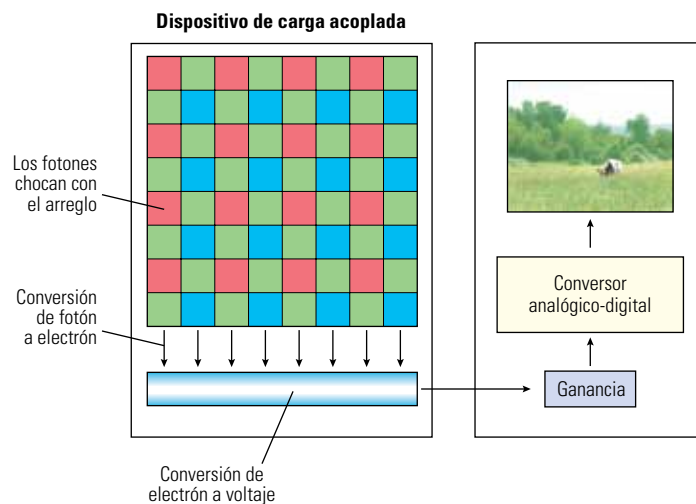 Dispositivo de carga acoplada
Los fotones
chocan con
el arreglo
Conversión
de fotón
a electrón
Conversión de
electrón a voltaje
Conversor
analógico-digital
Ganancia